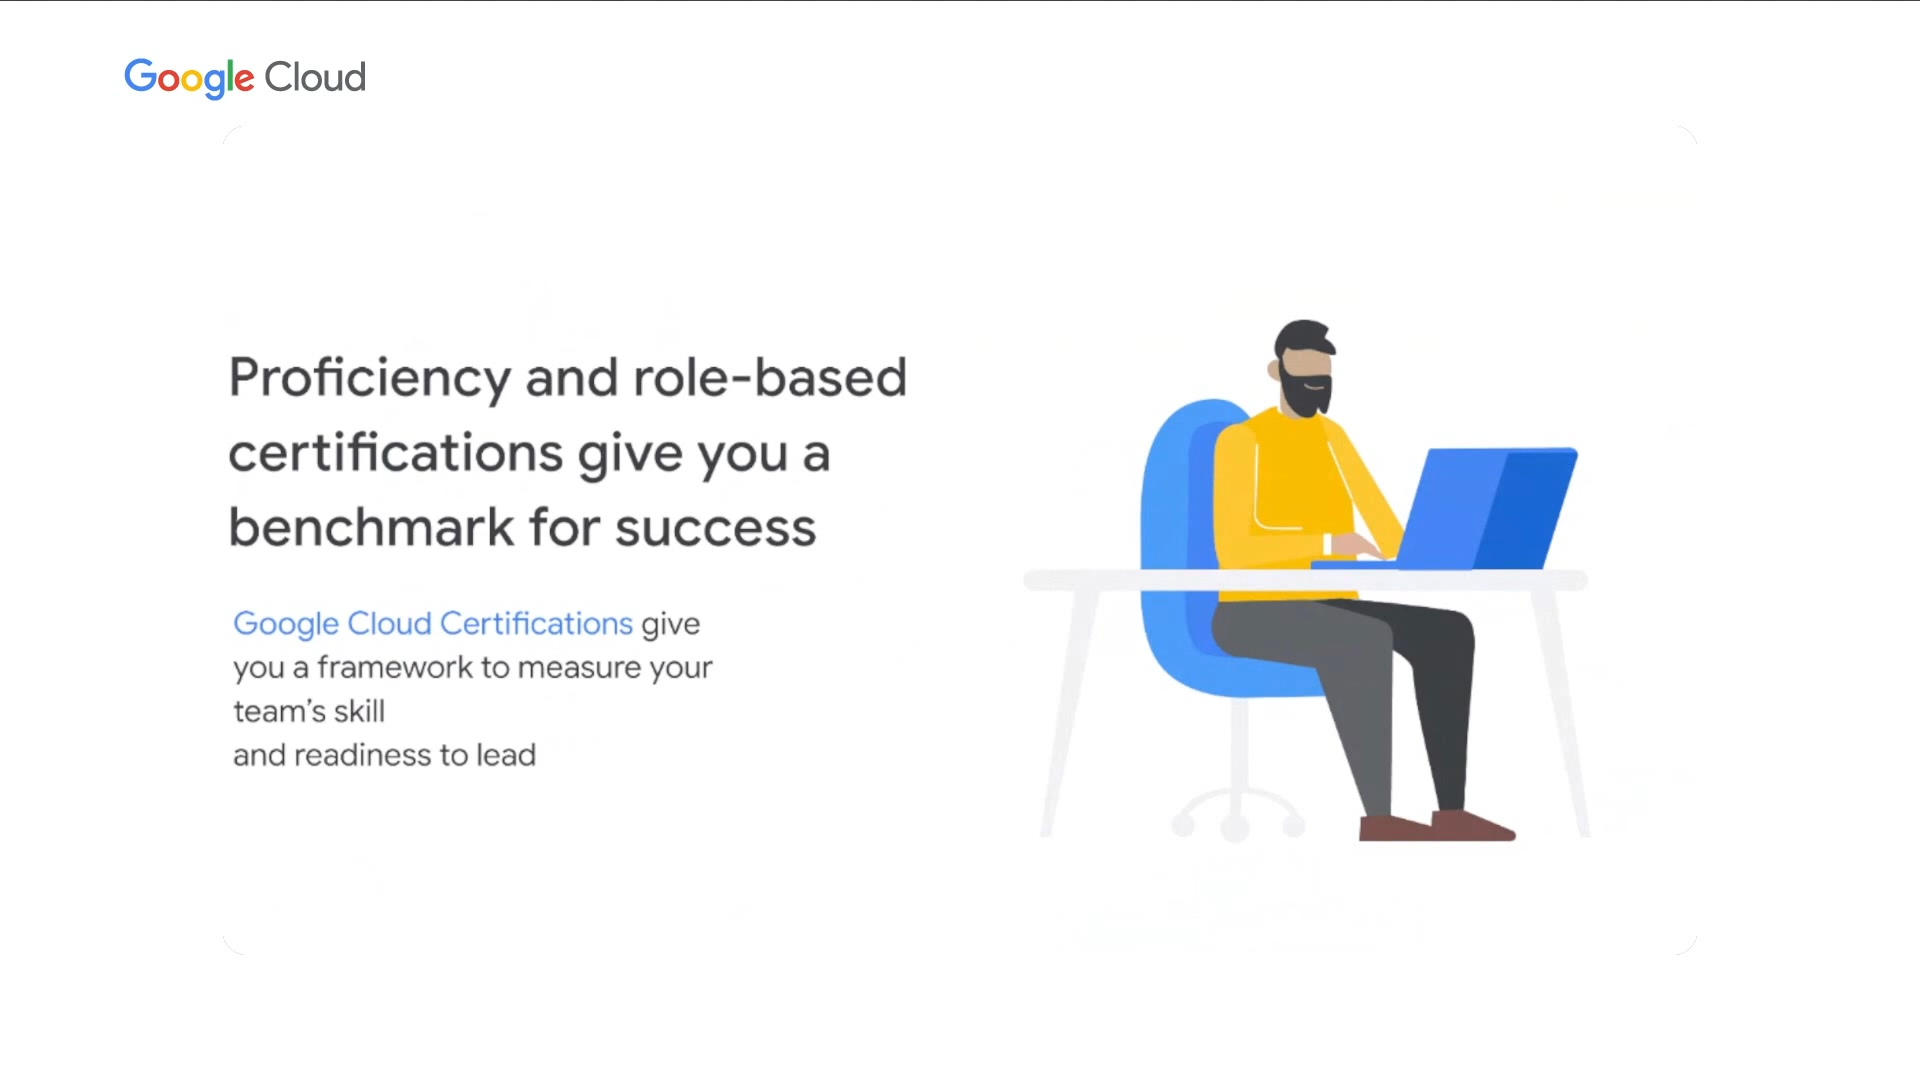 Google Cloud
Proficiency and role-based
certifications give you a
benchmark for success
Google Cloud Certifications give
you a framework to measure your
team’s skill
and readiness to lead